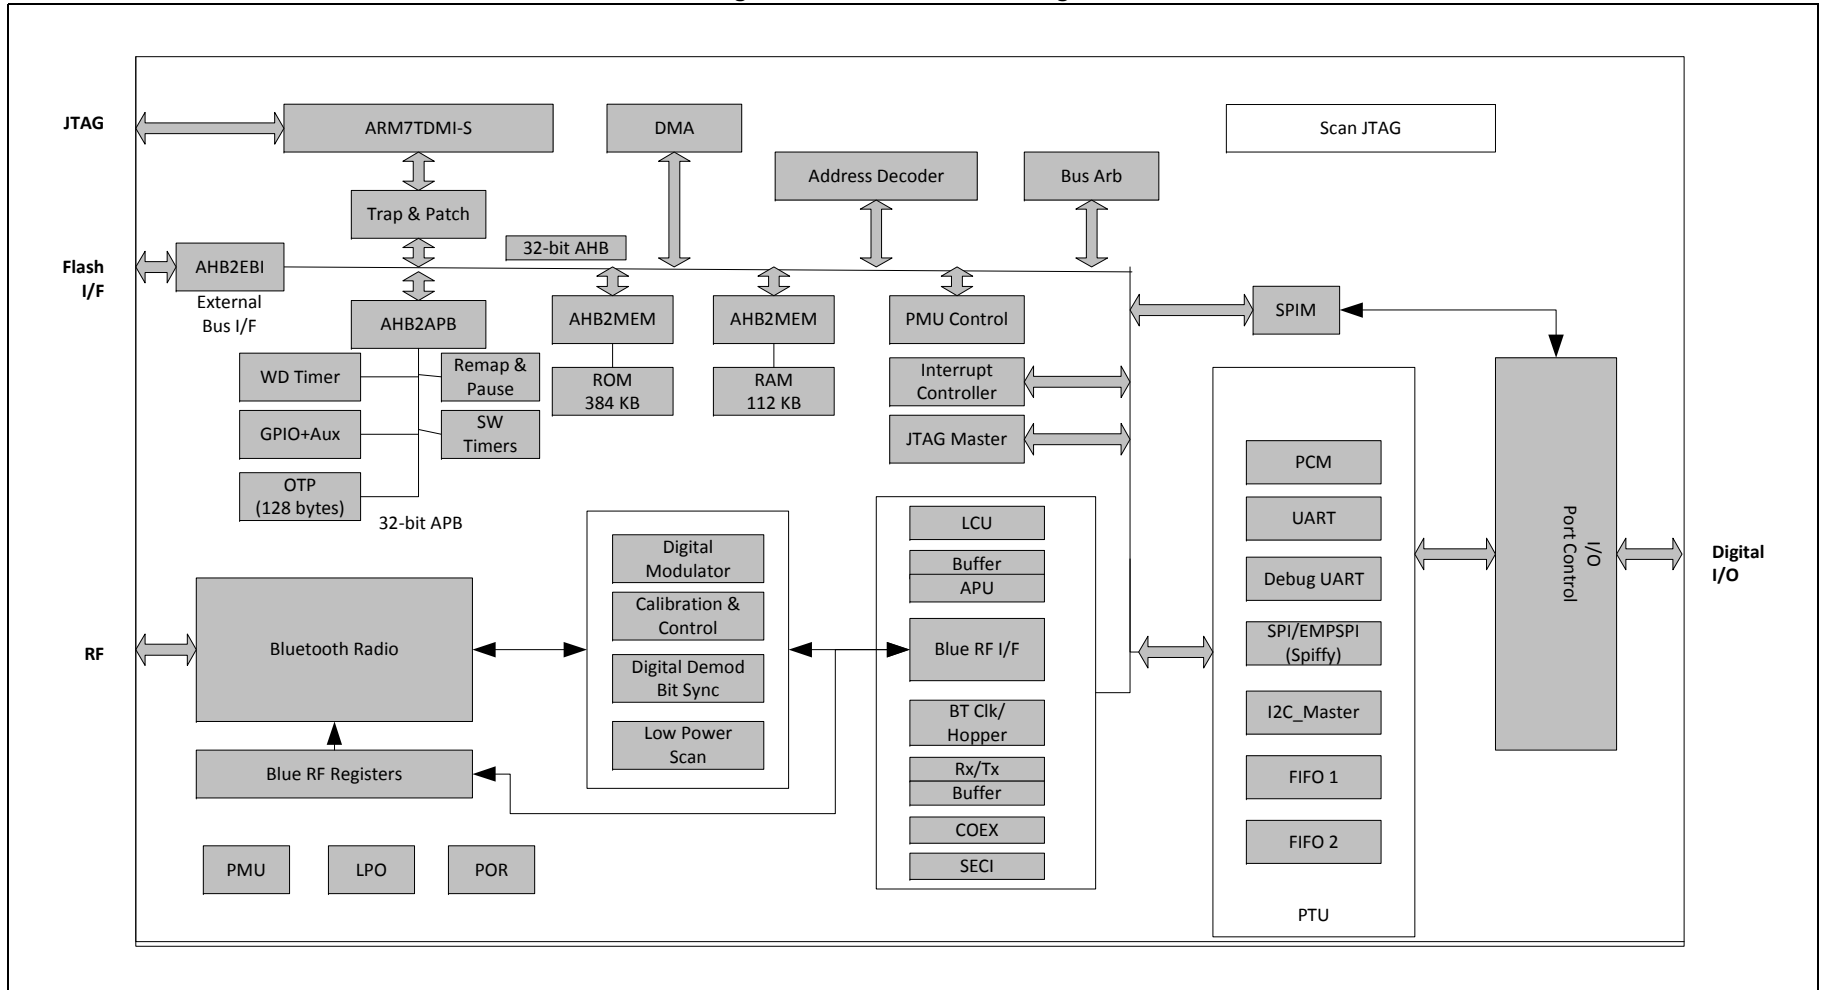 JTAG
ARM7TDMI-S
DMA
Scan JTAG
Address Decoder
Bus Arb
Trap & Patch
32-bit AHB
Flash
I/F
AHB2EBI
External
Bus I/F
AHB2APB
AHB2MEM
AHB2MEM
PMU Control
SPIM
WD Timer
Remap &
Pause
ROM
384 KB
RAM
112 KB
Interrupt
Controller
GPIO+Aux
SW
Timers
JTAG Master
OTP
(128 bytes)
32-bit APB
PCM
UART
Debug UART
SPI/EMPSPI
(Spiffy)
I2C_Master
FIFO 1
FIFO 2
PTU
I/O
Port Control
Digital
I/O
LCU
Buffer
APU
Blue RF I/F
BT Clk/
Hopper
Rx/Tx
Buffer
COEX
SECI
Digital
Modulator
Calibration &
Control
Digital Demod
Bit Sync
Low Power
Scan
RF
Bluetooth Radio
Blue RF Registers
PMU
LPO
POR